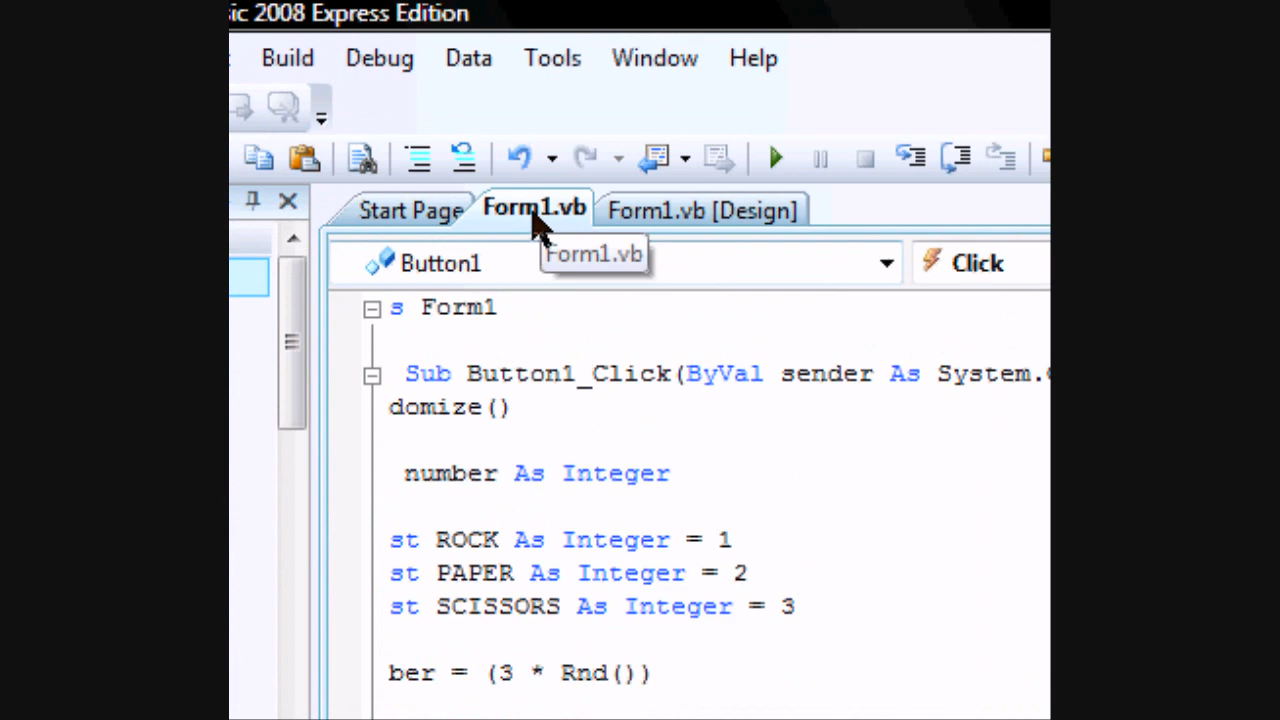 ic 2008 Express Edition
Build Debug Data Tools Window Help
Start Page Form1.vb Form1.vb [Design]
Form1.vb
Button1 Click
s Form1
Sub Button1_Click(ByVal sender As System.
domize()
number As Integer
st ROCK As Integer = 1
st PAPER As Integer = 2
st SCISSORS As Integer = 3
ber = (3 * Rnd())